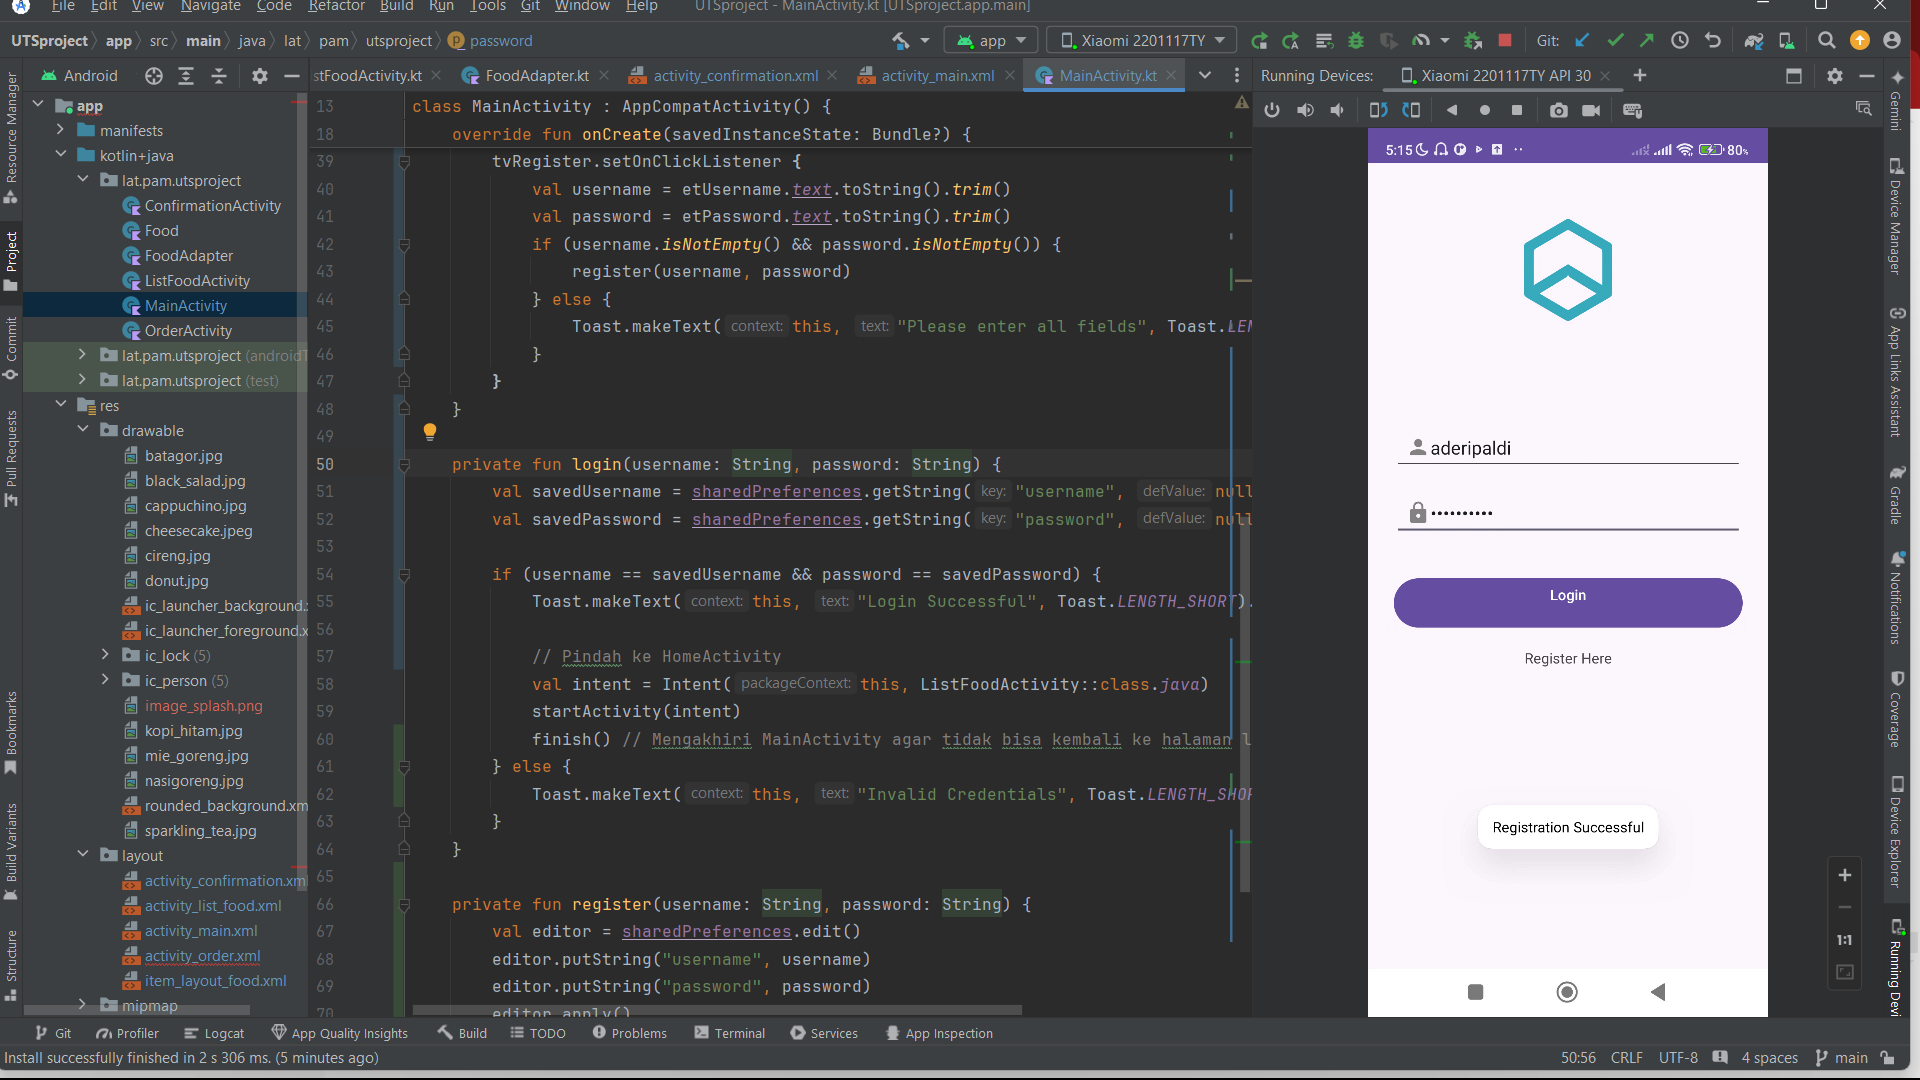 File Edit View Navigate Code Refactor Build Run Tools Git Window Help UTSproject - MainActivity.kt [UTSproject.app.main]
UTSproject app src main java lat pam utsproject password app Xiaomi 2201117TY Git:
Android stFoodActivity.kt FoodAdapter.kt activity_confirmation.xml activity_main.xml MainActivity.kt Running Devices: Xiaomi 2201117TY API 30
Resource Manager
Project
Commit
Pull Requests
Bookmarks
Build Variants
Structure
app
manifests
kotlin+java
lat.pam.utsproject
ConfirmationActivity
Food
FoodAdapter
ListFoodActivity
MainActivity
OrderActivity
lat.pam.utsproject (androidT
lat.pam.utsproject (test)
res
drawable
batagor.jpg
black_salad.jpg
cappuchino.jpg
cheesecake.jpeg
cireng.jpg
donut.jpg
ic_launcher_background.x
ic_launcher_foreground.x
ic_lock (5)
ic_person (5)
image_splash.png
kopi_hitam.jpg
mie_goreng.jpg
nasigoreng.jpg
rounded_background.xm
sparkling_tea.jpg
layout
activity_confirmation.xml
activity_list_food.xml
activity_main.xml
activity_order.xml
item_layout_food.xml
mipmap
13 class MainActivity : AppCompatActivity() {
18 override fun onCreate(savedInstanceState: Bundle?) {
39 tvRegister.setOnClickListener {
40 val username = etUsername.text.toString().trim()
41 val password = etPassword.text.toString().trim()
42 if (username.isNotEmpty() && password.isNotEmpty()) {
43 register(username, password)
44 } else {
45 Toast.makeText( context: this, text: "Please enter all fields", Toast.LEN
46 }
47 }
48 }
49
50 private fun login(username: String, password: String) {
51 val savedUsername = sharedPreferences.getString( key: "username", defValue: null
52 val savedPassword = sharedPreferences.getString( key: "password", defValue: null
53
54 if (username == savedUsername && password == savedPassword) {
55 Toast.makeText( context: this, text: "Login Successful", Toast.LENGTH_SHORT).
56
57 // Pindah ke HomeActivity
58 val intent = Intent( packageContext: this, ListFoodActivity::class.java)
59 startActivity(intent)
60 finish() // Mengakhiri MainActivity agar tidak bisa kembali ke halaman l
61 } else {
62 Toast.makeText( context: this, text: "Invalid Credentials", Toast.LENGTH_SHOR
63 }
64 }
65
66 private fun register(username: String, password: String) {
67 val editor = sharedPreferences.edit()
68 editor.putString("username", username)
69 editor.putString("password", password)
70 editor.apply()
5:15 80%
aderipaldi
••••••••••
Login
Register Here
Registration Successful
1:1
Gemini
Device Manager
App Links Assistant
Gradle
Notifications
Coverage
Device Explorer
Running Devi
Git Profiler Logcat App Quality Insights Build TODO Problems Terminal Services App Inspection
Install successfully finished in 2 s 306 ms. (5 minutes ago) 50:56 CRLF UTF-8 4 spaces main